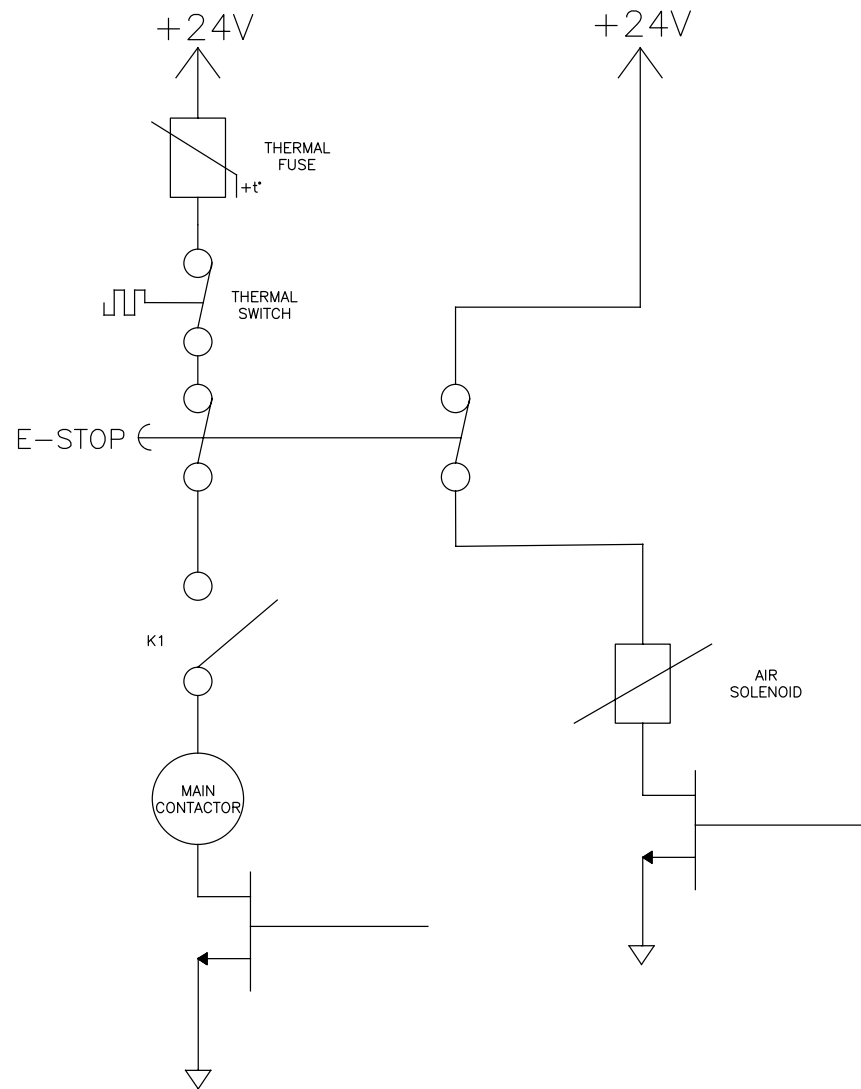 +24V
+24V
THERMAL
FUSE
+t°
THERMAL
SWITCH
E-STOP
K1
AIR
SOLENOID
MAIN
CONTACTOR